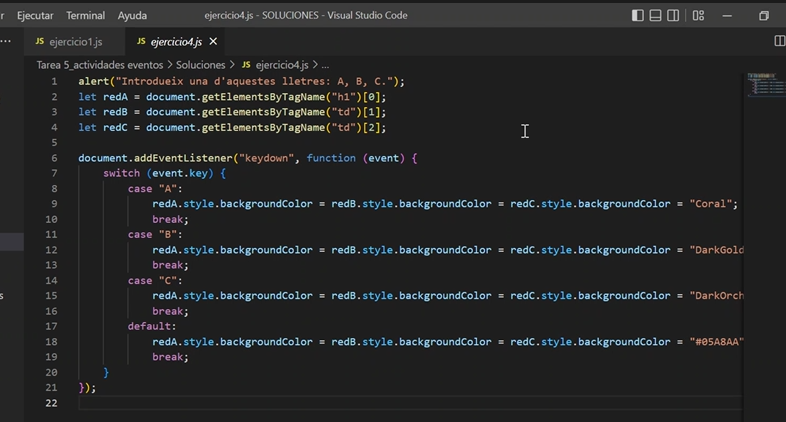 Ejecutar Terminal Ayuda ejercicio4.js - SOLUCIONES - Visual Studio Code
JS ejercicio1.js JS ejercicio4.js
Tarea 5_actividades eventos > Soluciones > JS ejercicio4.js > ...
1 alert("Introdueix una d'aquestes lletres: A, B, C.");
2 let redA = document.getElementsByTagName("h1")[0];
3 let redB = document.getElementsByTagName("td")[1];
4 let redC = document.getElementsByTagName("td")[2];
5
6 document.addEventListener("keydown", function (event) {
7 switch (event.key) {
8 case "A":
9 redA.style.backgroundColor = redB.style.backgroundColor = redC.style.backgroundColor = "Coral";
10 break;
11 case "B":
12 redA.style.backgroundColor = redB.style.backgroundColor = redC.style.backgroundColor = "DarkGold
13 break;
14 case "C":
15 redA.style.backgroundColor = redB.style.backgroundColor = redC.style.backgroundColor = "DarkOrch
16 break;
17 default:
18 redA.style.backgroundColor = redB.style.backgroundColor = redC.style.backgroundColor = "#05A8AA"
19 break;
20 }
21 });
22